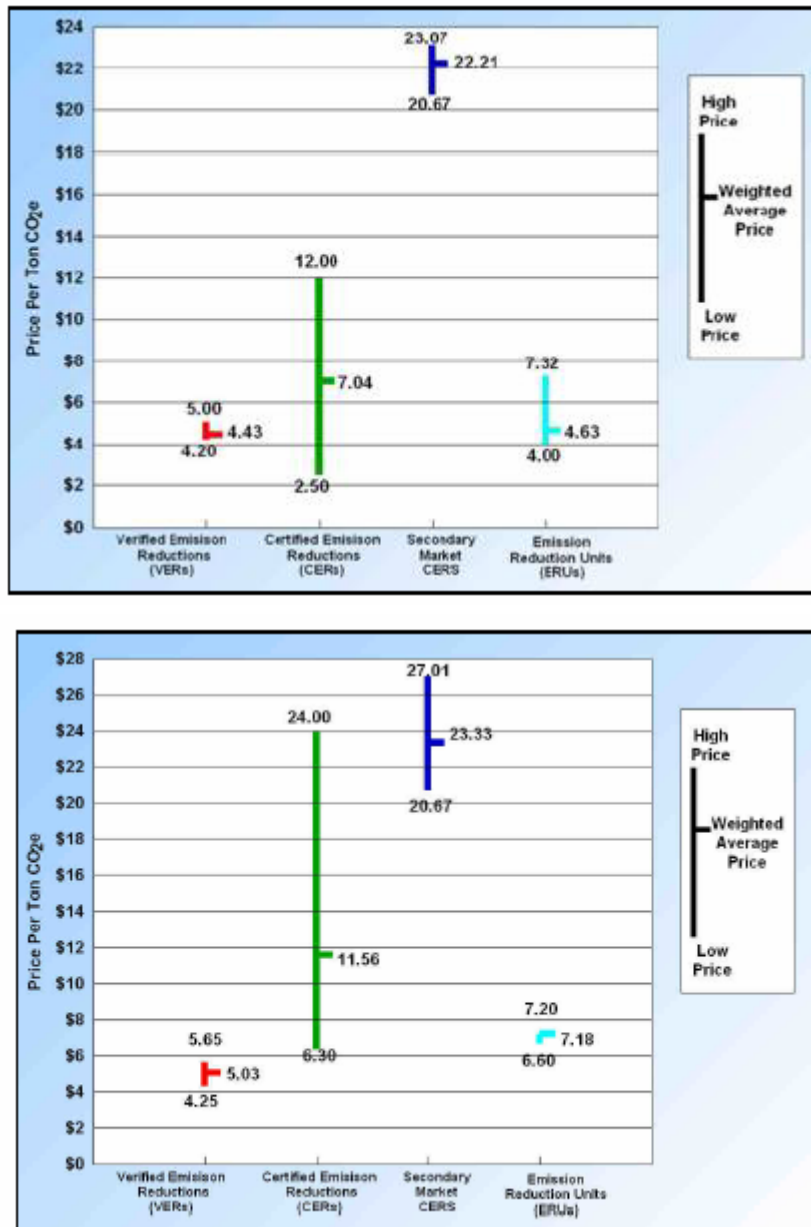 $24
$22
$20
$18
$16
$14
$12
$10
$8
$6
$4
$2
$0
Price Per Ton CO2e
5.00
4.43
4.20
12.00
7.04
2.50
23.07
22.21
20.67
7.32
4.63
4.00
Verified Emisison
Reductions
(VERs)
Certified Emisison
Reductions
(CERs)
Secondary
Market
CERS
Emission
Reduction Units
(ERUs)
High
Price
Weighted
Average
Price
Low
Price
$28
$26
$24
$22
$20
$18
$16
$14
$12
$10
$8
$6
$4
$2
$0
Price Per Ton CO2e
5.65
5.03
4.25
24.00
11.56
6.30
27.01
23.33
20.67
7.20
7.18
6.60
Verified Emisison
Reductions
(VERs)
Certified Emisison
Reductions
(CERs)
Secondary
Market
CERS
Emission
Reduction Units
(ERUs)
High
Price
Weighted
Average
Price
Low
Price